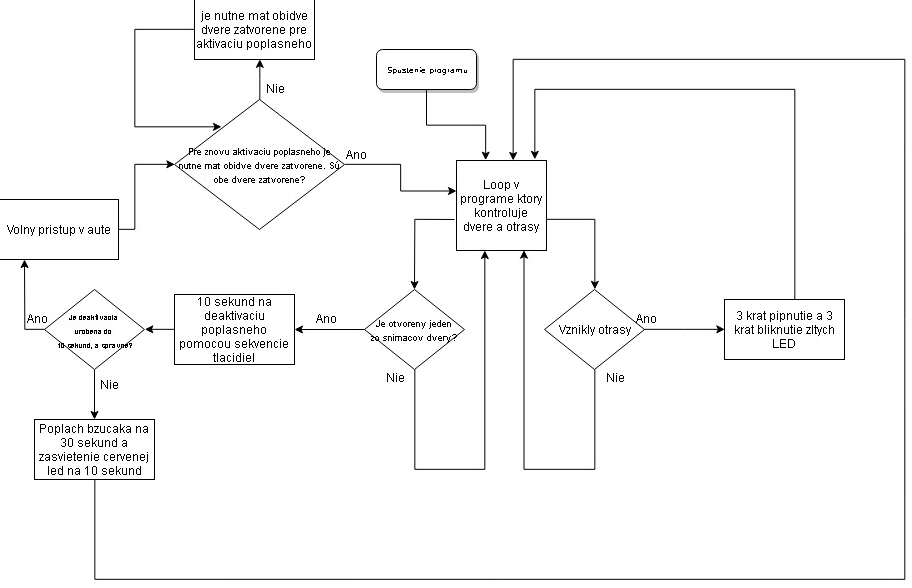 je nutne mat obidve
dvere zatvorene pre
aktivaciu poplasneho
Nie
Spustenie programu
Pre znovu aktivaciu poplasneho je
nutne mat obidve dvere zatvorene. Sú
obe dvere zatvorene?
Ano
Loop v
programe ktory
kontroluje
dvere a otrasy
Volny pristup v aute
Je deaktivacia
urobena do
10 sekund, a spravne?
Ano
Nie
10 sekund na
deaktivaciu
poplasneho
pomocou sekvencie
tlacidiel
Ano
Je otvoreny jeden
zo snimacov dvery?
Nie
Vznikly otrasy
Ano
Nie
3 krat pipnutie a 3
krat bliknutie zltych
LED
Poplach bzucaka na
30 sekund a
zasvietenie cervenej
led na 10 sekund